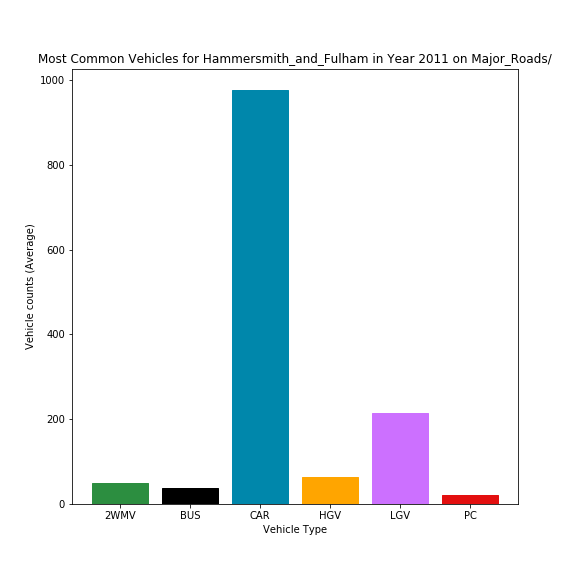 Most Common Vehicles for Hammersmith_and_Fulham in Year 2011 on Major_Roads/
1000
800
600
400
200
0
Vehicle counts (Average)
2WMV BUS CAR HGV LGV PC
Vehicle Type